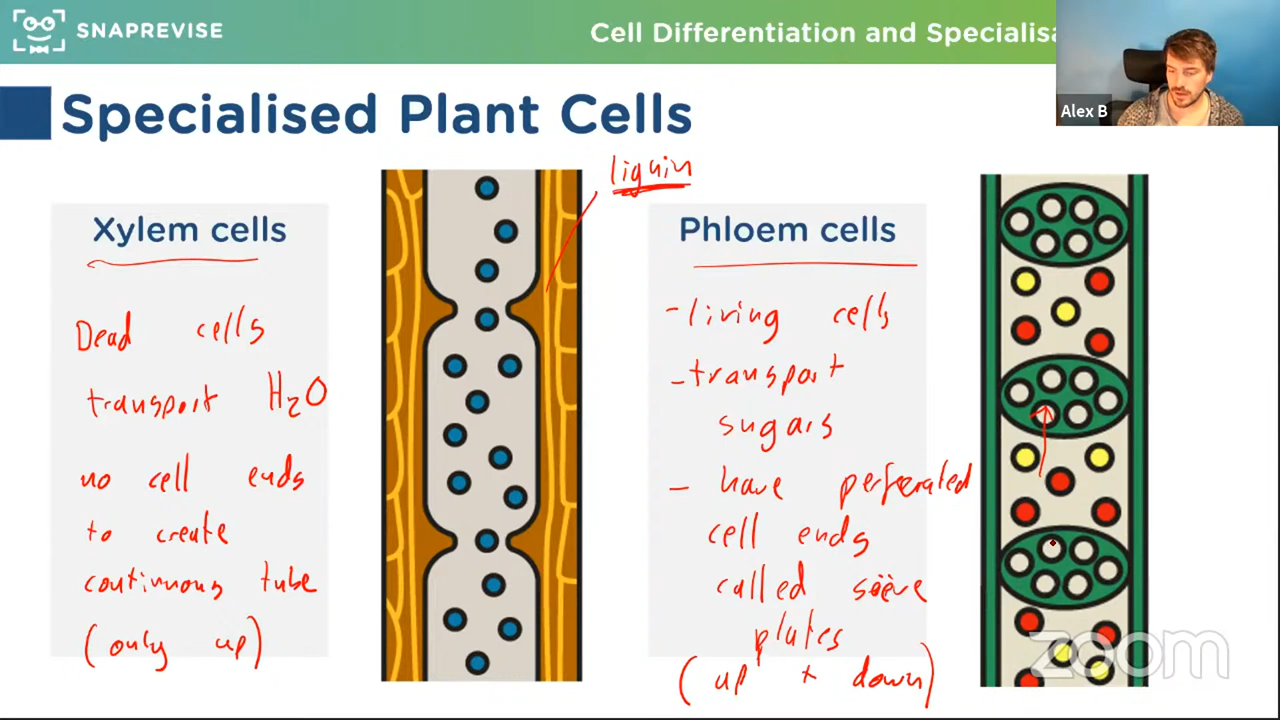 SNAPREVISE
Cell Differentiation and Specialisa
Alex B
Specialised Plant Cells
liquin
Xylem cells
Dead cells
transport H₂O
no cell ends
to create
continuous tube
(only up)
Phloem cells
- living cells
- transport
sugars
- have perforated
cell ends
called sieve
plates
(up + down)
zoom